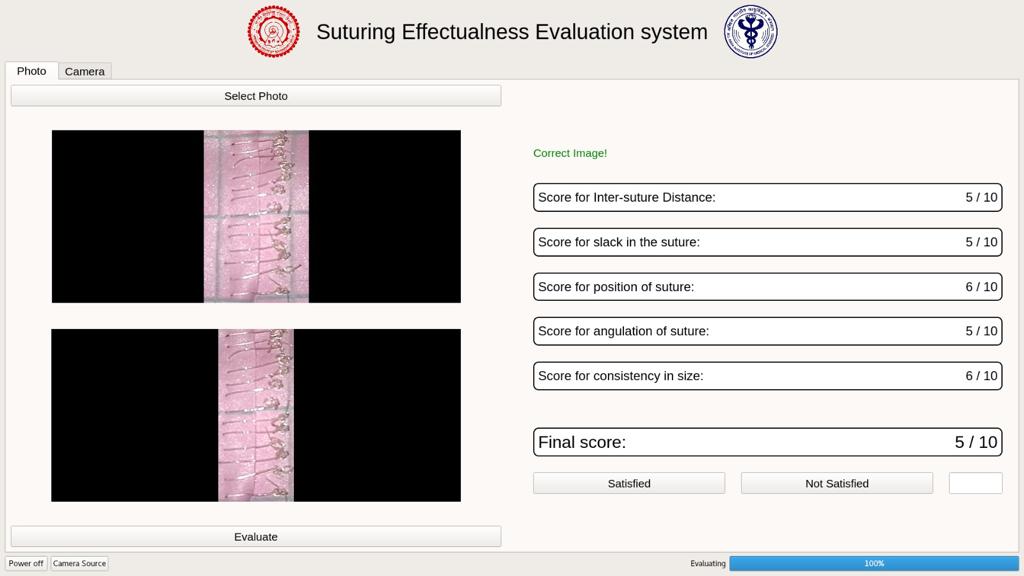 Suturing Effectualness Evaluation system
Photo
Camera
Select Photo
Correct Image!
Score for Inter-suture Distance: 5 / 10
Score for slack in the suture: 5 / 10
Score for position of suture: 6 / 10
Score for angulation of suture: 5 / 10
Score for consistency in size: 6 / 10
Final score: 5 / 10
Satisfied
Not Satisfied
Evaluate
Power off
Camera Source
Evaluating
100%